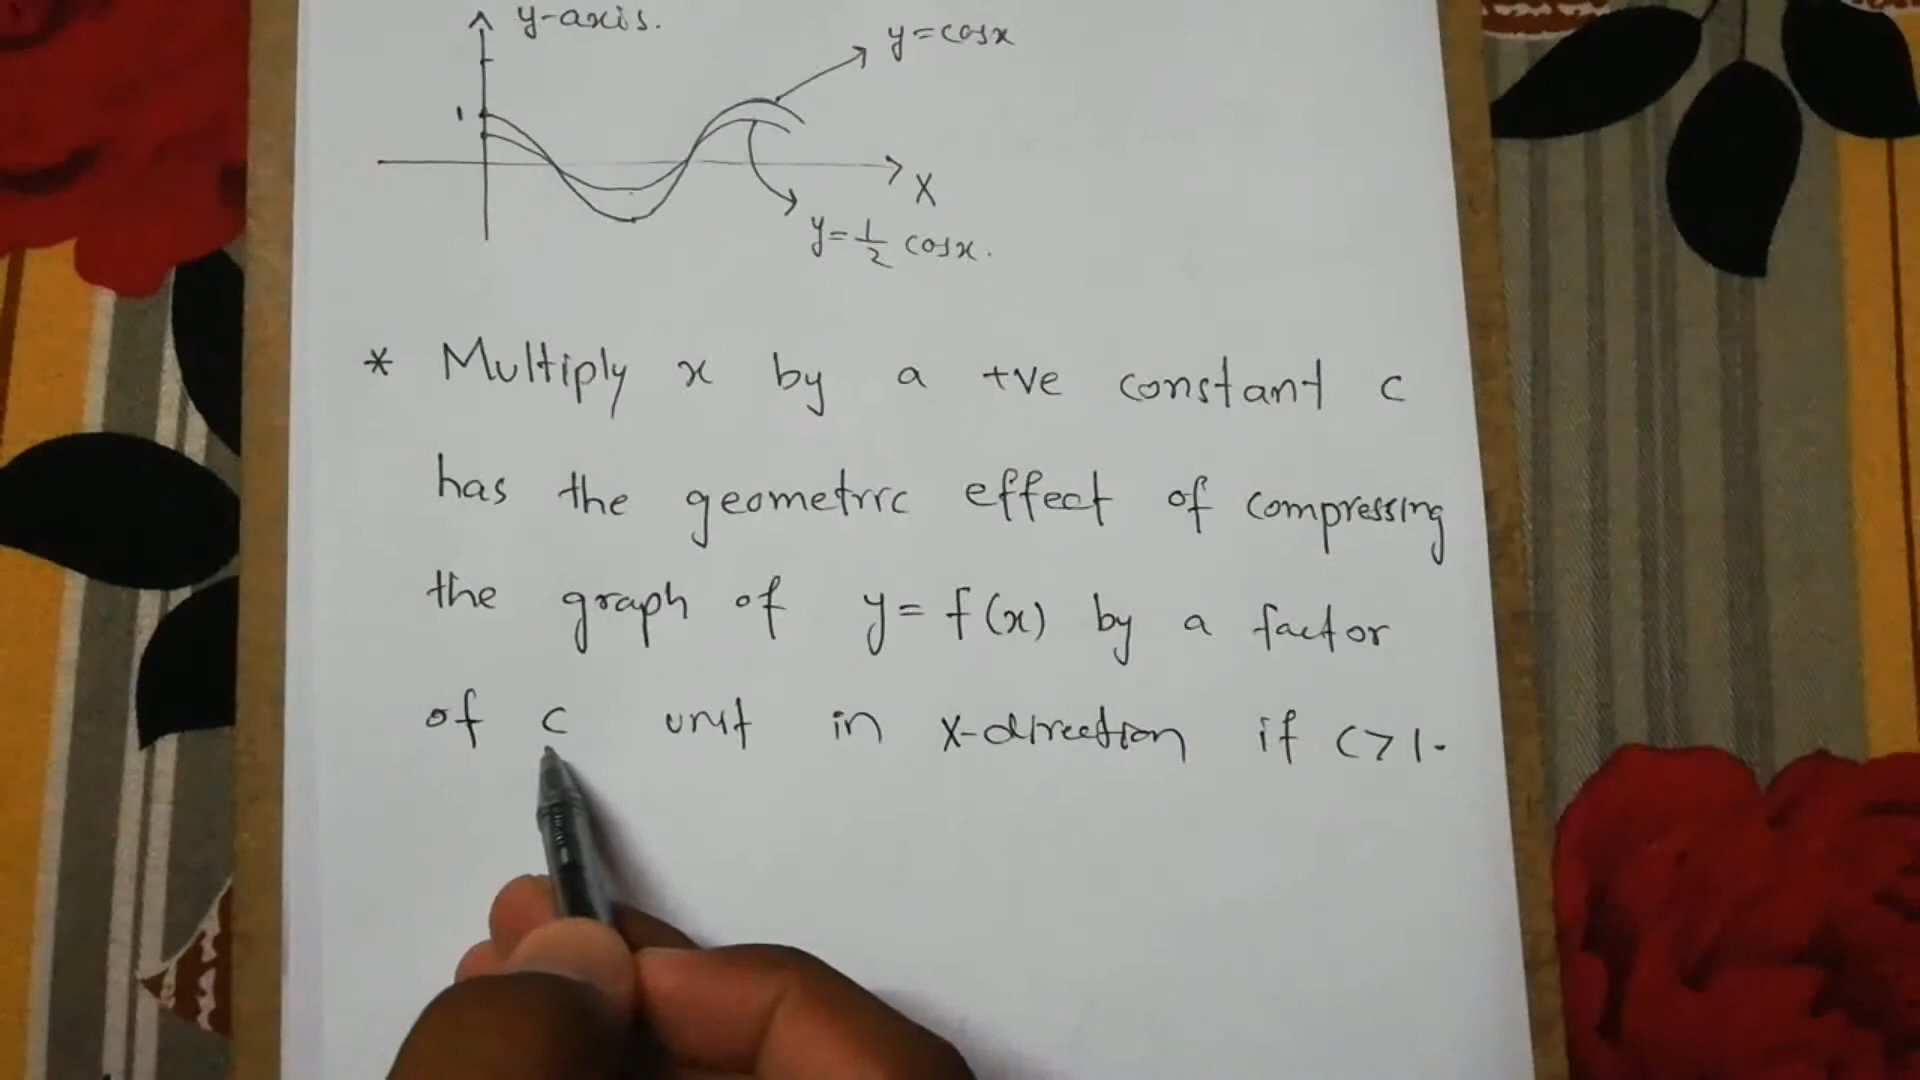 y-axis.
y=cosx
1
X
y=1/2 cosx.
* Multiply x by a +ve constant c
has the geometric effect of compressing
the graph of y=f(x) by a factor
of c unit in X-direction if c>1.